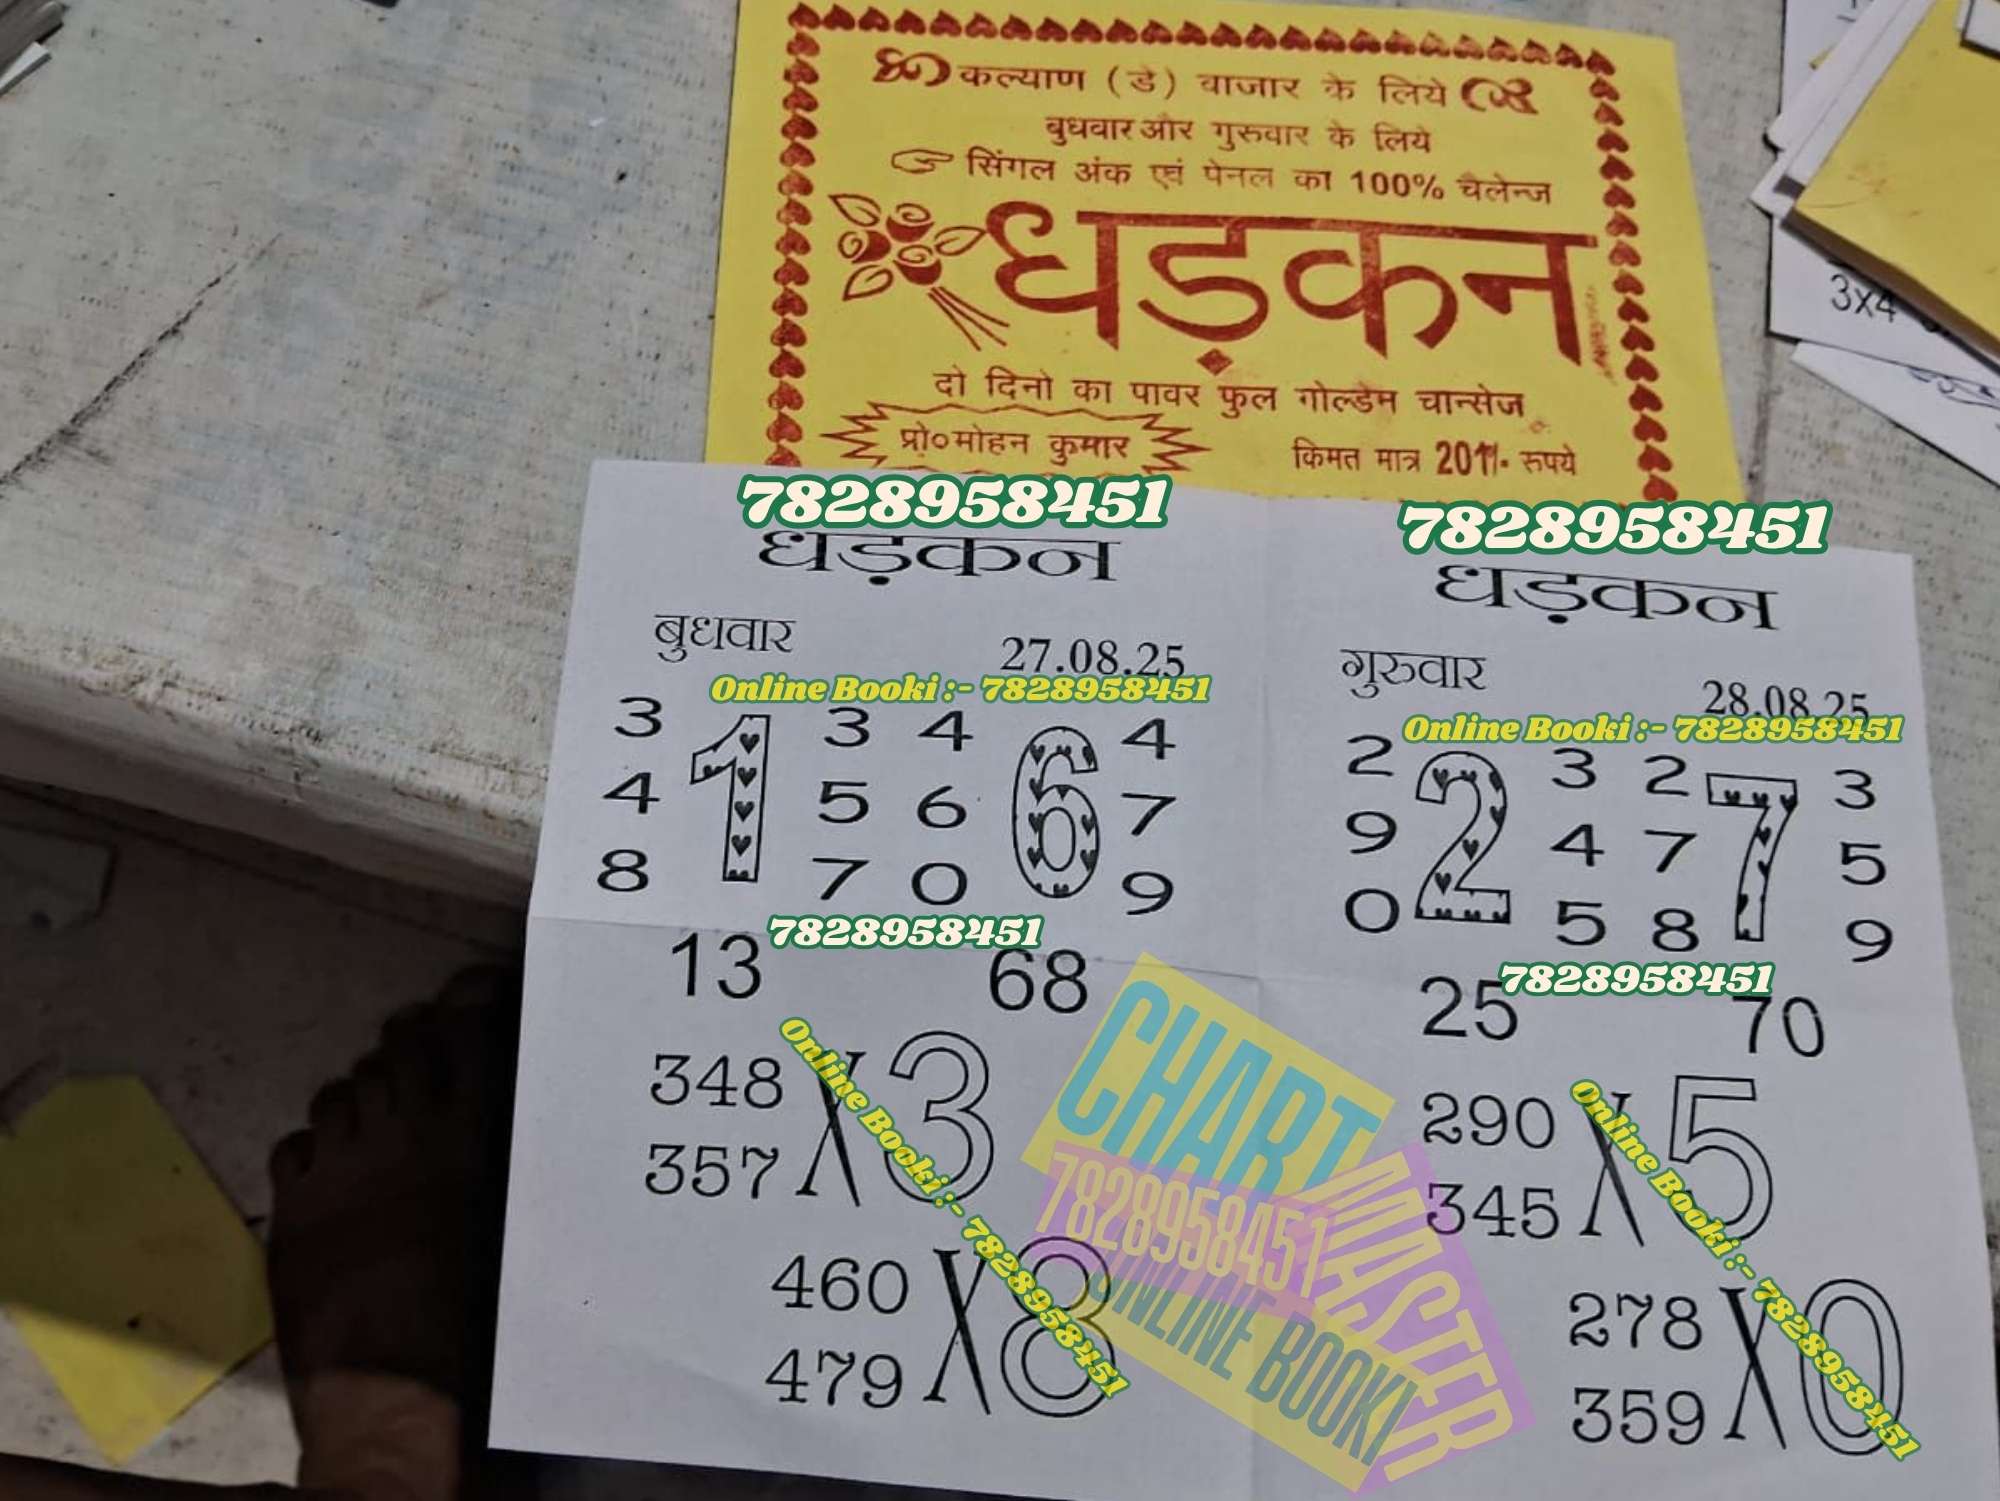 कल्याण (डे) वाजार के लिये
बुधवार और गुरुवार के लिये
सिंगल अंक एवं पेनल का 100% चैलेन्ज
धड़कन
दो दिनो का पावर फुल गोल्डेन चान्सेज
प्रो० मोहन कुमार
किमत मात्र 201/- रूपये
3x4
7828958451
धड़कन
बुधवार
27.08.25
Online Booki :- 7828958451
3 1 3 4 6 4
4 5 6 7
8 7 0 9
7828958451
13 68
348 X 3
357
Online Booki :- 7828958451
460 X 8
479
7828958451
धड़कन
गुरुवार
28.08.25
Online Booki :- 7828958451
2 2 3 2 7 3
9 4 7 5
0 5 8 9
7828958451
25 70
290 X 5
345
Online Booki :- 7828958451
278 X 0
359
CHART
MASTER
7828958451
ONLINE BOOKI